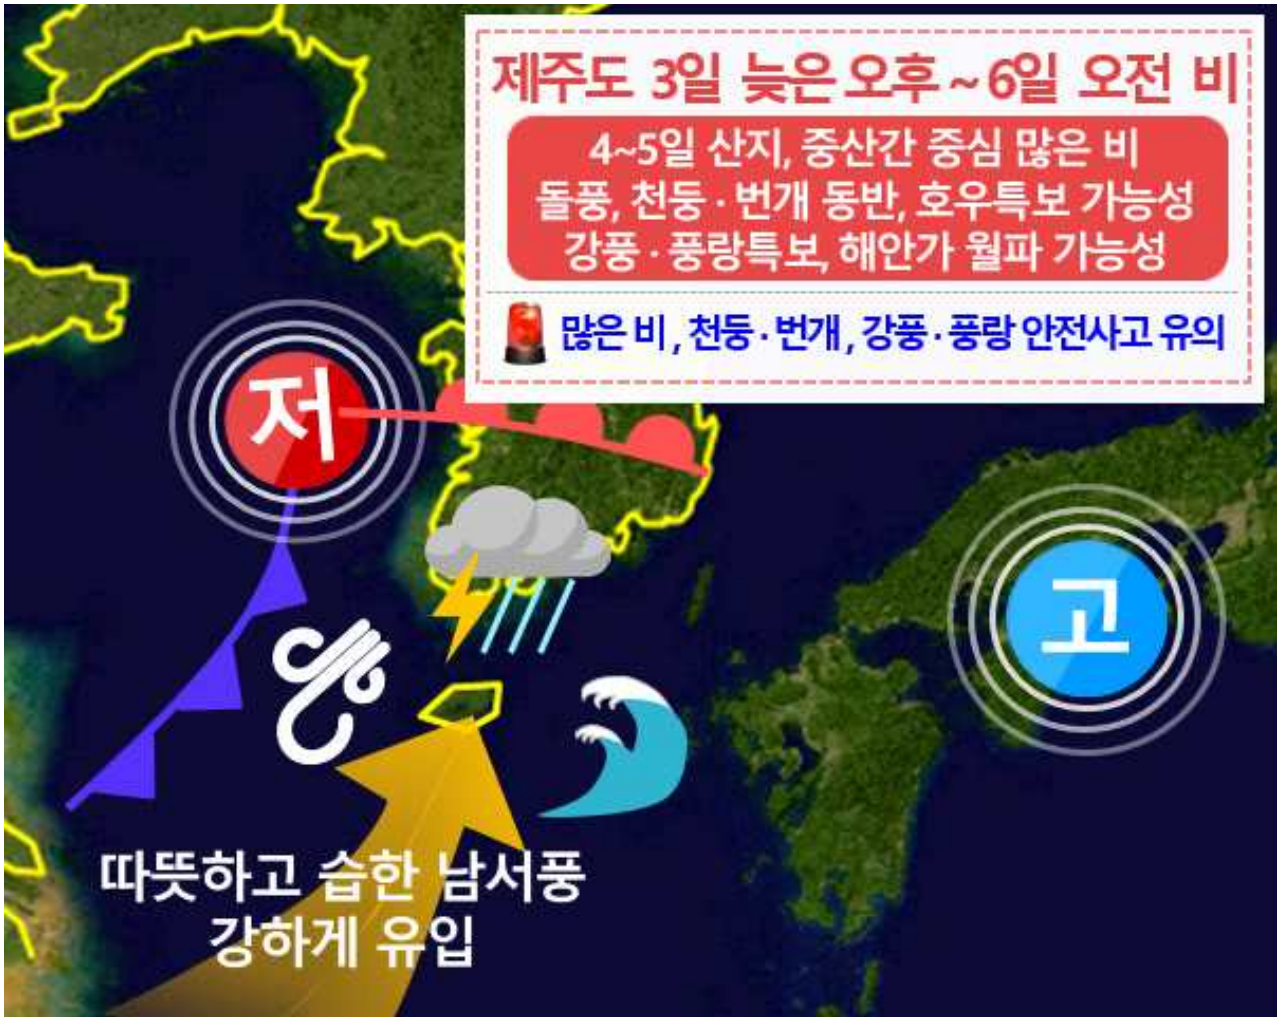 제주도 3일 늦은 오후 ~ 6일 오전 비
4~5일 산지, 중산간 중심 많은 비
돌풍, 천둥 · 번개 동반, 호우특보 가능성
강풍 · 풍랑특보, 해안가 월파 가능성
많은 비 , 천둥 · 번개 , 강풍 · 풍랑 안전사고 유의
저
고
따뜻하고 습한 남서풍
강하게 유입